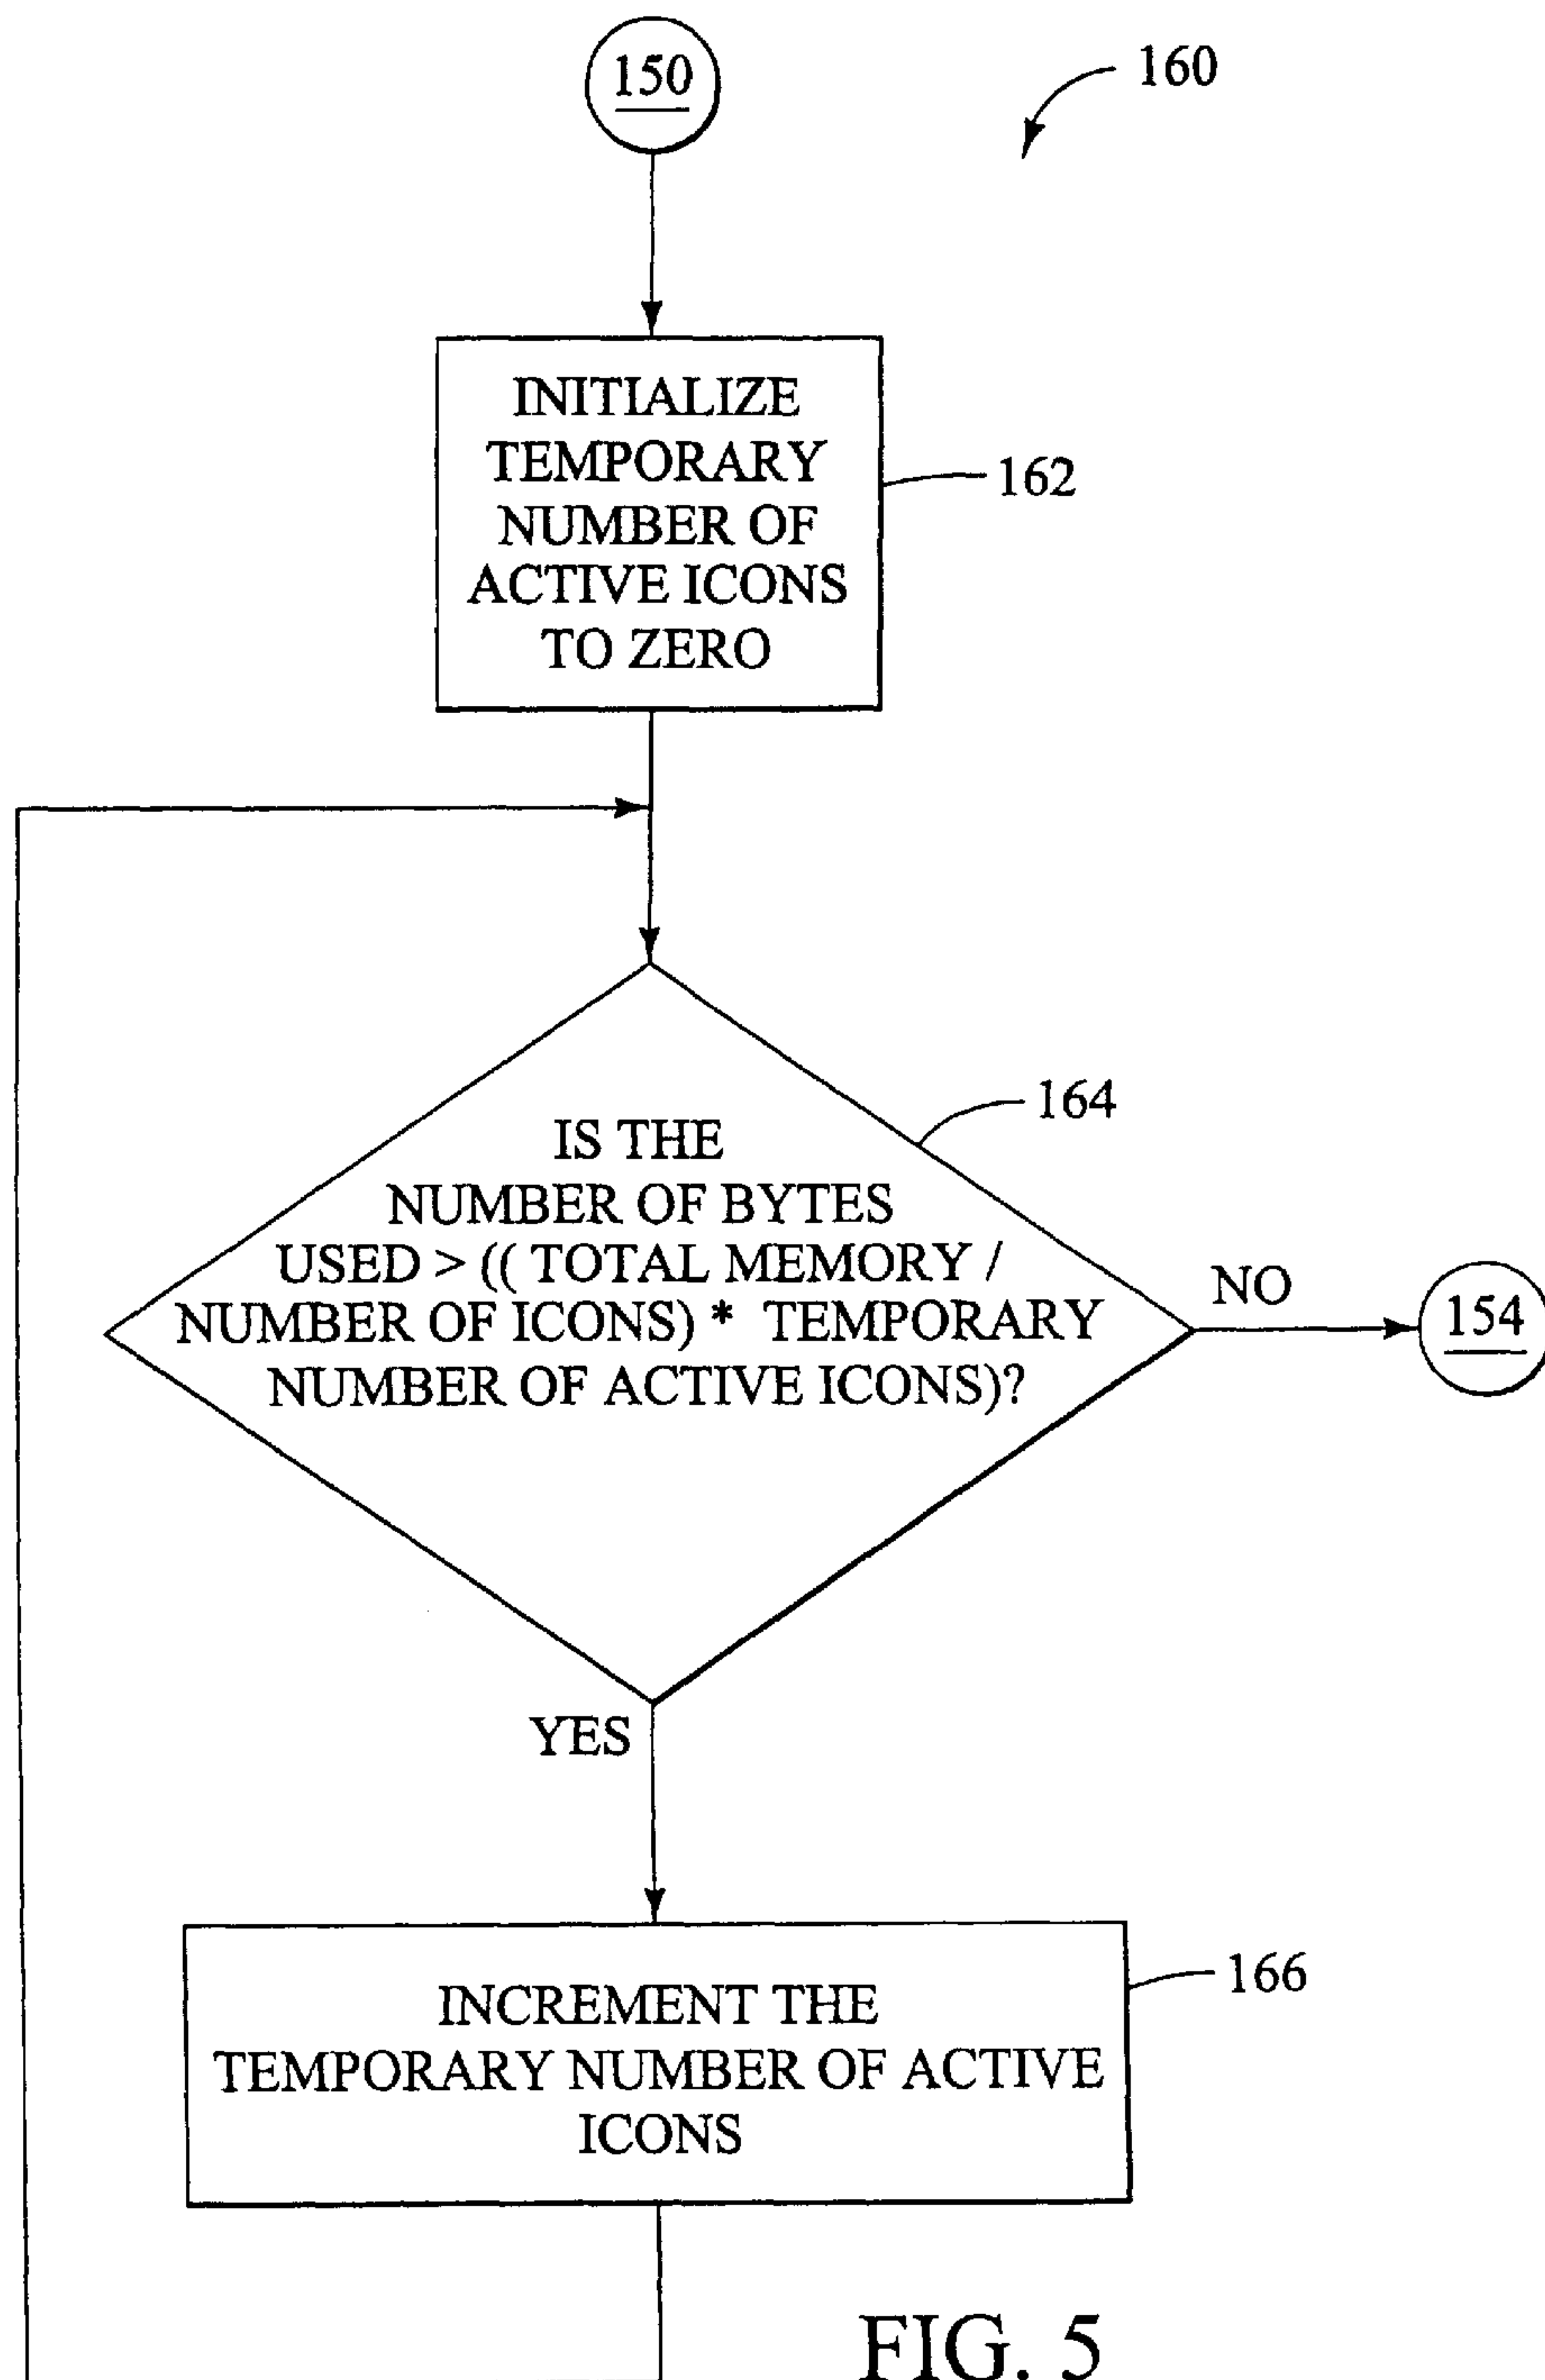 150
160
INITIALIZE
TEMPORARY
NUMBER OF
ACTIVE ICONS
TO ZERO
162
164
IS THE
NUMBER OF BYTES
USED > (( TOTAL MEMORY /
NUMBER OF ICONS) * TEMPORARY
NUMBER OF ACTIVE ICONS)?
NO
154
YES
INCREMENT THE
TEMPORARY NUMBER OF ACTIVE
ICONS
166
FIG. 5